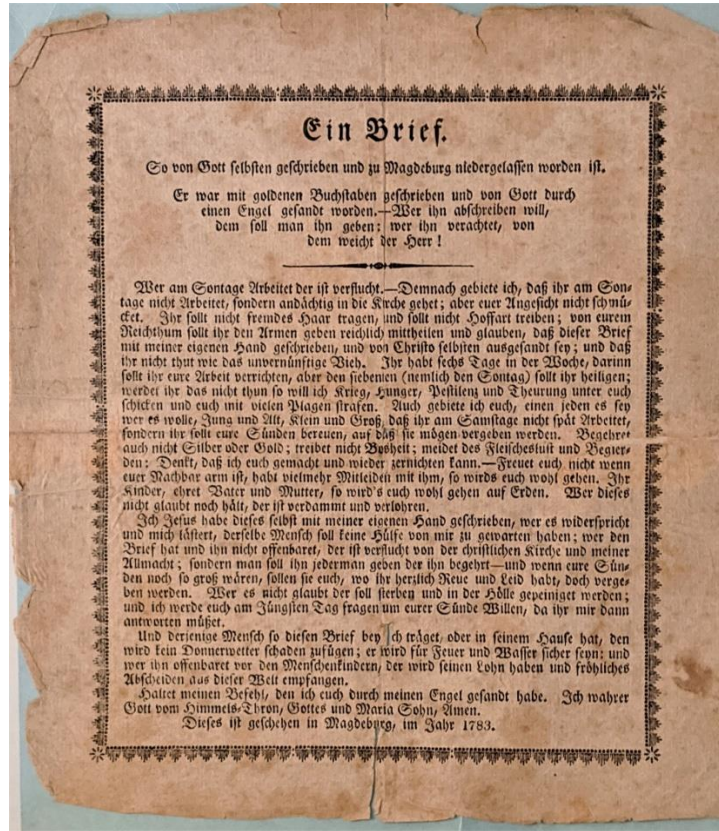 Ein Brief.
So von Gott selbsten geschrieben und zu Magdeburg niedergelassen worden ist.
Er war mit goldenen Buchstaben geschrieben und von Gott durch
einen Engel gesandt worden.—Wer ihn abschreiben will,
dem soll man ihn geben; wer ihn verachtet, von
dem weicht der Herr!
Wer am Sontage Arbeitet der ist verflucht.—Demnach gebiete ich, daß ihr am Son-
tage nicht Arbeitet, sondern andächtig in die Kirche gehet; aber euer Angesicht nicht schmü-
cket. Ihr sollt nicht fremdes Haar tragen, und sollt nicht Hoffart treiben; von eurem
Reichthum sollt ihr den Armen geben reichlich mittheilen und glauben, daß dieser Brief
mit meiner eigenen Hand geschrieben, und von Christo selbsten ausgesandt sey; und daß
ihr nicht thut wie das unvernünftige Vieh. Ihr habt sechs Tage in der Woche, darinn
sollt ihr eure Arbeit verrichten, aber den siebenten (nemlich den Sontag) sollt ihr heiligen;
werdet ihr das nicht thun so will ich Krieg, Hunger, Pestilenz und Theurung unter euch
schicken und euch mit vielen Plagen strafen. Auch gebiete ich euch, einen jeden es sey
wer es wolle, Jung und Alt, Klein und Groß, daß ihr am Samstage nicht spät Arbeitet,
sondern ihr sollt eure Sünden bereuen, auf daß sie mögen vergeben werden. Begehret
auch nicht Silber oder Gold; treibet nicht Bosheit; meidet des Fleischeslust und Begier-
den; Denkt, daß ich euch gemacht und wieder zernichten kann.—Freuet euch nicht wenn
euer Nachbar arm ist, habt vielmehr Mitleiden mit ihm, so wirds euch wohl gehen. Ihr
Kinder, ehret Vater und Mutter, so wird's euch wohl gehen auf Erden. Wer dieses
nicht glaubt noch hält, der ist verdammt und verlohren.
Ich Jesus habe dieses selbst mit meiner eigenen Hand geschrieben, wer es widerspricht
und mich lästert, derselbe Mensch soll keine Hülfe von mir zu gewarten haben; wer den
Brief hat und ihn nicht offenbaret, der ist verflucht von der christlichen Kirche und meiner
Allmacht; sondern man soll ihn jederman geben der ihn begehrt—und wenn eure Sün-
den noch so groß wären, sollen sie euch, wo ihr herzlich Reue und Leid habt, doch verge-
ben werden. Wer es nicht glaubt der soll sterben und in der Hölle gepeiniget werden;
und ich werde euch am Jüngsten Tag fragen um eurer Sünde Willen, da ihr mir dann
antworten müßet.
Und derjenige Mensch so diesen Brief bey ich träget, oder in seinem Hause hat, den
wird kein Donnerwetter schaden zufügen; er wird für Feuer und Wasser sicher seyn; und
wer ihn offenbaret vor den Menschenkindern, der wird seinen Lohn haben und fröhliches
Abscheiden aus dieser Welt empfangen.
Haltet meinen Befehl, den ich euch durch meinen Engel gesandt habe. Ich wahrer
Gott vom Himmels-Thron, Gottes und Maria Sohn, Amen.
Dieses ist geschehen in Magdeburg, im Jahr 1783.